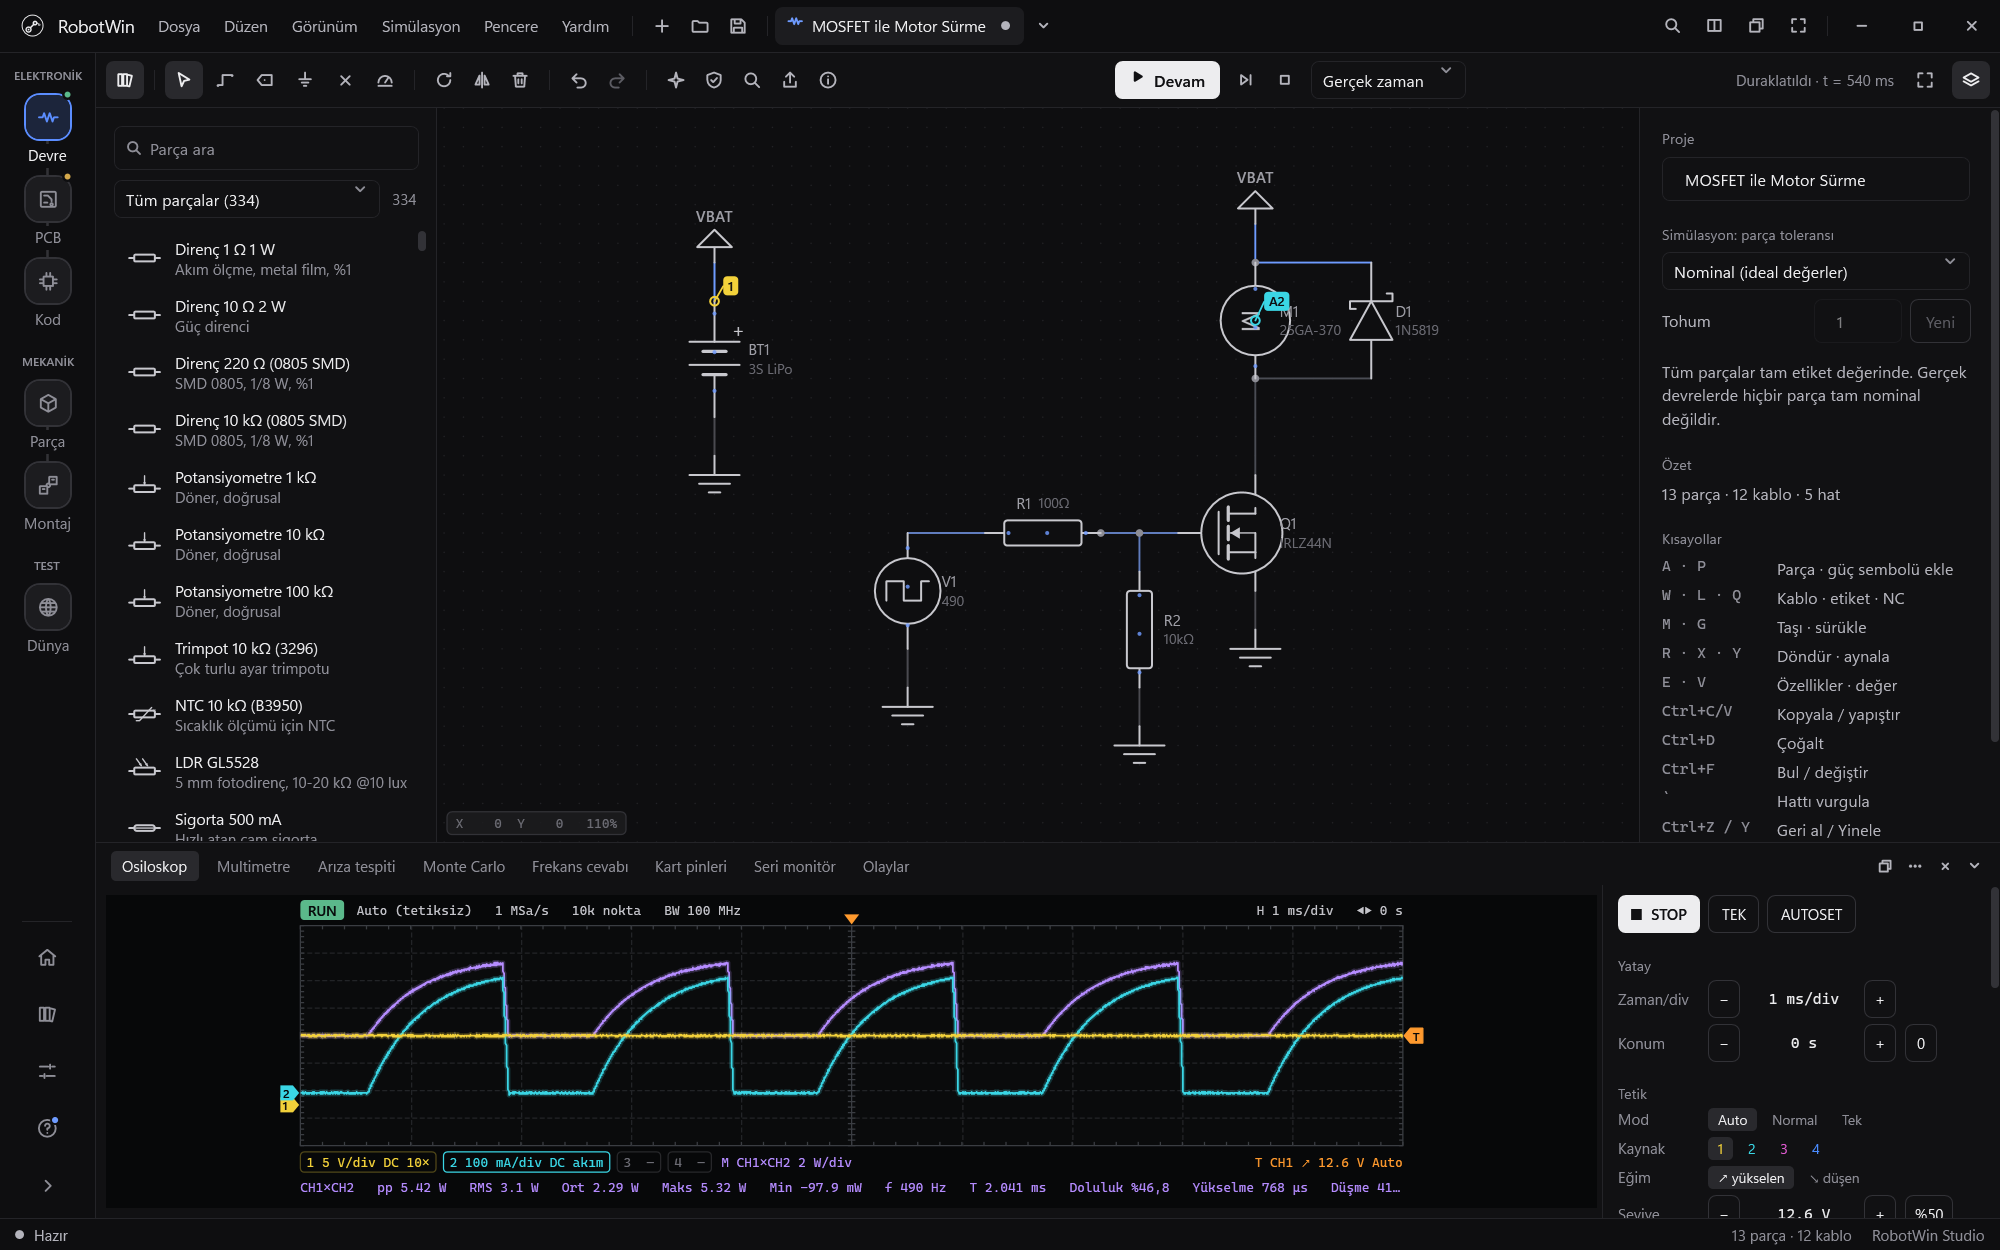 RobotWin Dosya Düzen Görünüm Simülasyon Pencere Yardım MOSFET ile Motor Sürme
ELEKTRONİK
Devre
PCB
Kod
MEKANİK
Parça
Montaj
TEST
Dünya
Devam Gerçek zaman Duraklatıldı · t = 540 ms
Parça ara
Tüm parçalar (334) 334
Direnç 1 Ω 1 W
Akım ölçme, metal film, %1
Direnç 10 Ω 2 W
Güç direnci
Direnç 220 Ω (0805 SMD)
SMD 0805, 1/8 W, %1
Direnç 10 kΩ (0805 SMD)
SMD 0805, 1/8 W, %1
Potansiyometre 1 kΩ
Döner, doğrusal
Potansiyometre 10 kΩ
Döner, doğrusal
Potansiyometre 100 kΩ
Döner, doğrusal
Trimpot 10 kΩ (3296)
Çok turlu ayar trimpotu
NTC 10 kΩ (B3950)
Sıcaklık ölçümü için NTC
LDR GL5528
5 mm fotodirenç, 10-20 kΩ @10 lux
Sigorta 500 mA
Hızlı atan cam sigorta
VBAT
1
+
BT1
3S LiPo
VBAT
A2
M1
25GA-370
D1
1N5819
R1 100Ω
Q1
IRLZ44N
V1
490
R2
10kΩ
X 0 Y 0 110%
Proje
MOSFET ile Motor Sürme
Simülasyon: parça toleransı
Nominal (ideal değerler)
Tohum 1 Yeni
Tüm parçalar tam etiket değerinde. Gerçek
devrelerde hiçbir parça tam nominal
değildir.
Özet
13 parça · 12 kablo · 5 hat
Kısayollar
A · P Parça · güç sembolü ekle
W · L · Q Kablo · etiket · NC
M · G Taşı · sürükle
R · X · Y Döndür · aynala
E · V Özellikler · değer
Ctrl+C/V Kopyala / yapıştır
Ctrl+D Çoğalt
Ctrl+F Bul / değiştir
` Hattı vurgula
Ctrl+Z / Y Geri al / Yinele
Osiloskop Multimetre Arıza tespiti Monte Carlo Frekans cevabı Kart pinleri Seri monitör Olaylar
RUN Auto (tetiksiz) 1 MSa/s 10k nokta BW 100 MHz H 1 ms/div ◄► 0 s
T
2
1
1 5 V/div DC 10× 2 100 mA/div DC akım 3 – 4 – M CH1×CH2 2 W/div T CH1 ↗ 12.6 V Auto
CH1×CH2 pp 5.42 W RMS 3.1 W Ort 2.29 W Maks 5.32 W Min −97.9 mW f 490 Hz T 2.041 ms Doluluk %46,8 Yükselme 768 µs Düşme 41…
STOP TEK AUTOSET
Yatay
Zaman/div − 1 ms/div +
Konum − 0 s + 0
Tetik
Mod Auto Normal Tek
Kaynak 1 2 3 4
Eğim ↗ yükselen ↘ düşen
Seviye − 12.6 V + %50
Hazır 13 parça · 12 kablo RobotWin Studio